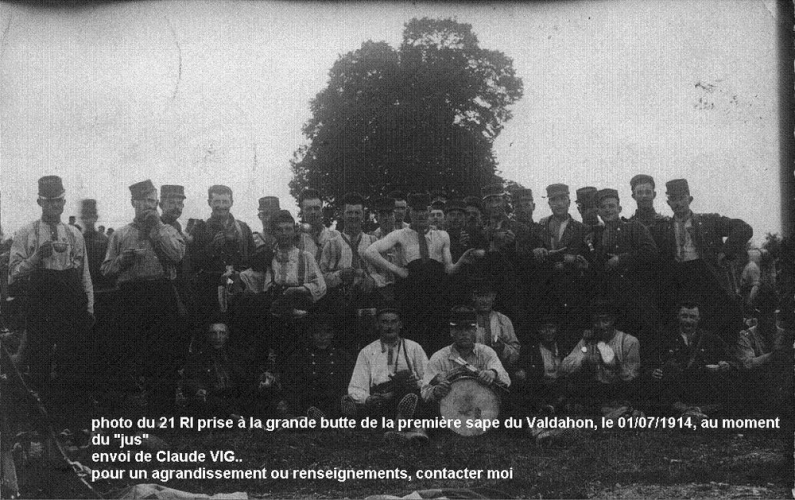 photo du 21 RI prise à la grande butte de la première sape du Valdahon, le 01/07/1914, au moment
du "jus"
envoi de Claude VIG..
pour un agrandissement ou renseignements, contacter moi